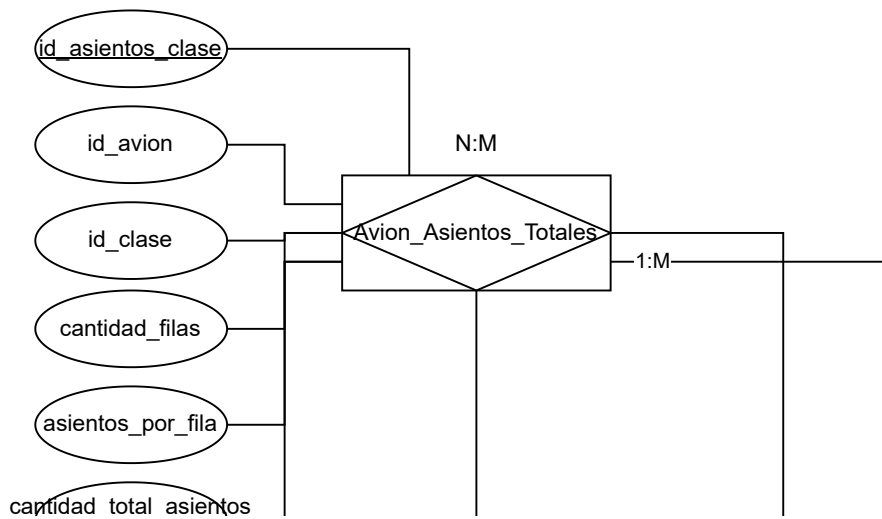 id_asientos_clase
id_avion
N:M
id_clase
Avion_Asientos_Totales
1:M
cantidad_filas
asientos_por_fila
cantidad_total_asientos